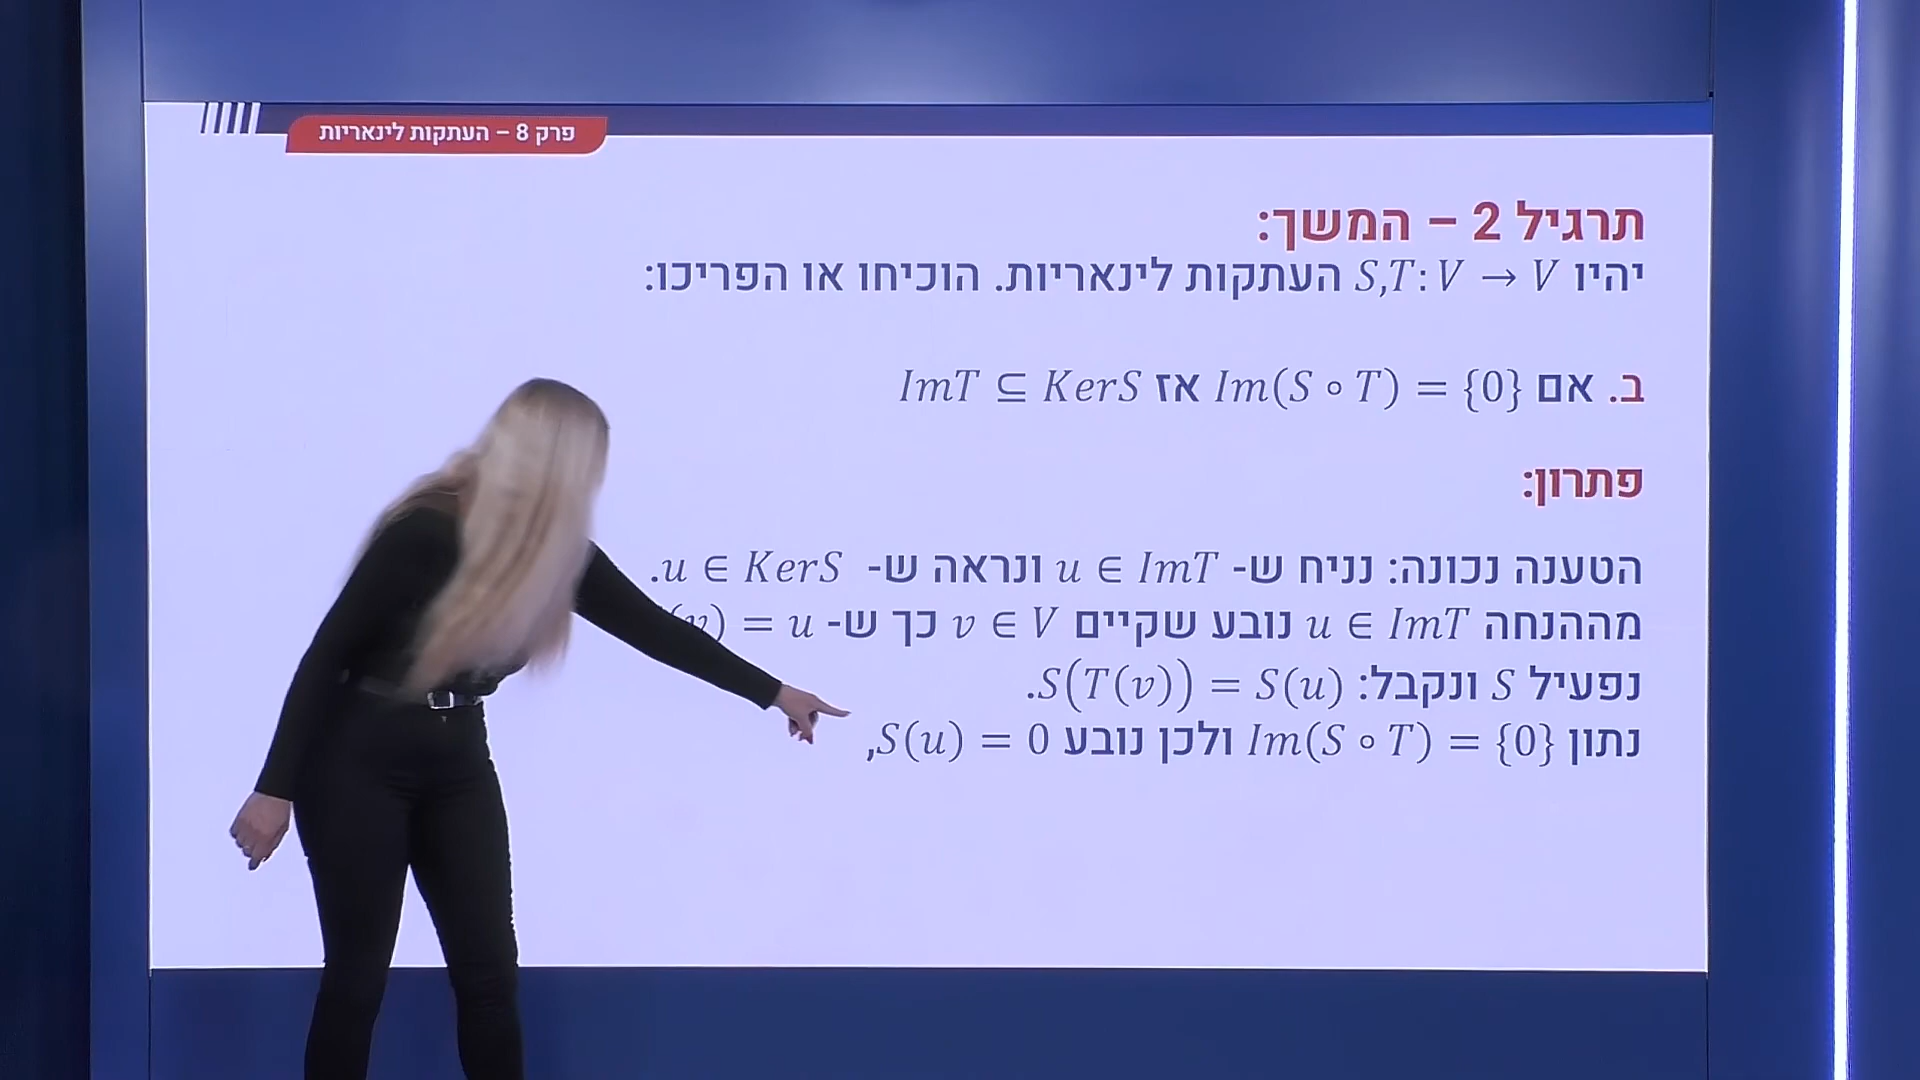 פרק 8 – העתקות לינאריות
תרגיל 2 – המשך:
יהיו S,T: V → V העתקות לינאריות. הוכיחו או הפריכו:
ב. אם Im(S ∘ T) = {0} אז ImT ⊆ KerS
פתרון:
הטענה נכונה: נניח ש- u ∈ ImT ונראה ש- u ∈ KerS.
מההנחה u ∈ ImT נובע שקיים v ∈ V כך ש- (v) = u
נפעיל S ונקבל: S(T(v)) = S(u).
נתון Im(S ∘ T) = {0} ולכן נובע S(u) = 0,